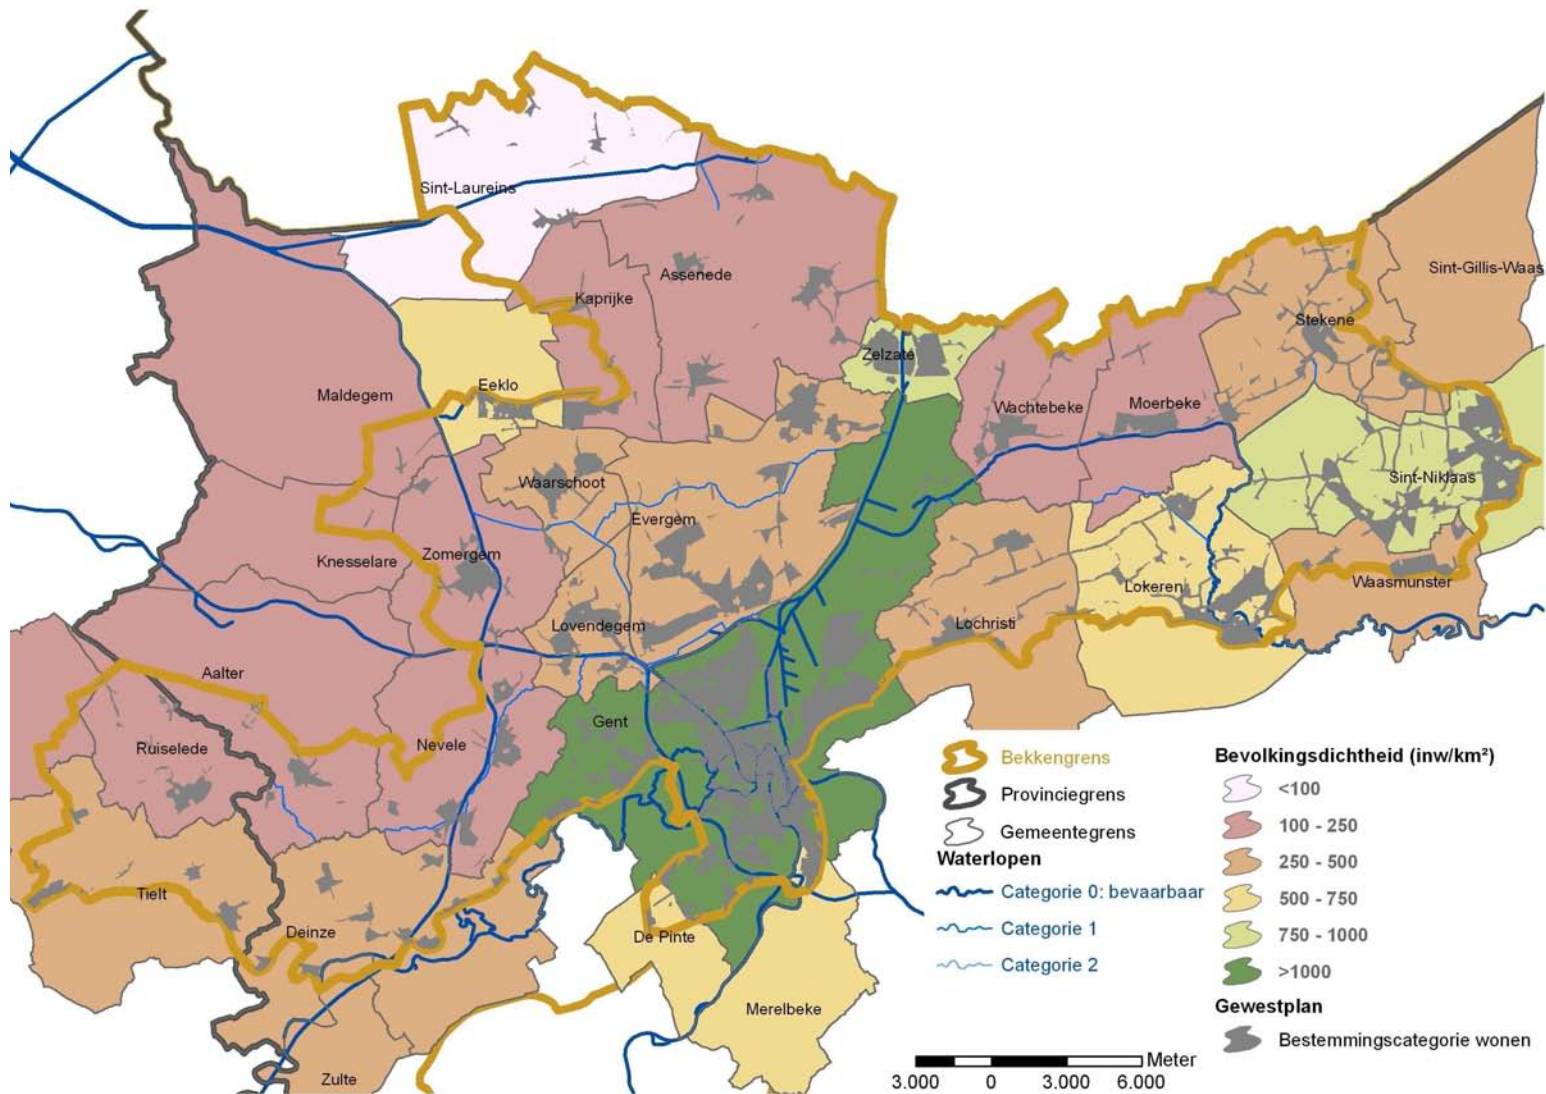 Sint-Laureins
Sint-Gillis-Waas
Assenede
Kaprijke
Stekene
Zelzate
Eeklo
Maldegem
Wachtebeke
Moerbeke
Waarschoot
Sint-Niklaas
Evergem
Knesselare
Zomergem
Lokeren
Waasmunster
Lovendegem
Lochristi
Aalter
Gent
Ruiselede
Nevele
Tielt
Deinze
De Pinte
Merelbeke
Zulte
Bekkengrens
Provinciegrens
Gemeentegrens
Waterlopen
Categorie 0: bevaarbaar
Categorie 1
Categorie 2
Bevolkingsdichtheid (inw/km²)
<100
100 - 250
250 - 500
500 - 750
750 - 1000
>1000
Gewestplan
Bestemmingscategorie wonen
Meter
3.000 0 3.000 6.000